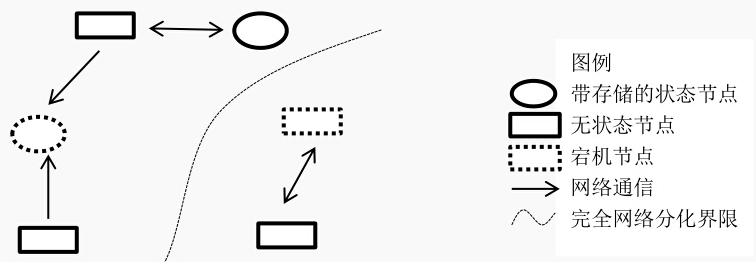 图例
带存储的状态节点
无状态节点
宕机节点
网络通信
完全网络分化界限